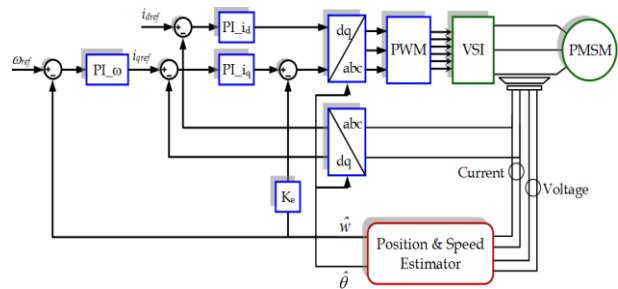 i_dref
PI_i_d
dq
abc
PWM
VSI
PMSM
ω_ref
PI_ω
i_qref
PI_i_q
abc
dq
Current
Voltage
K_e
ŵ
Position & Speed
Estimator
θ̂